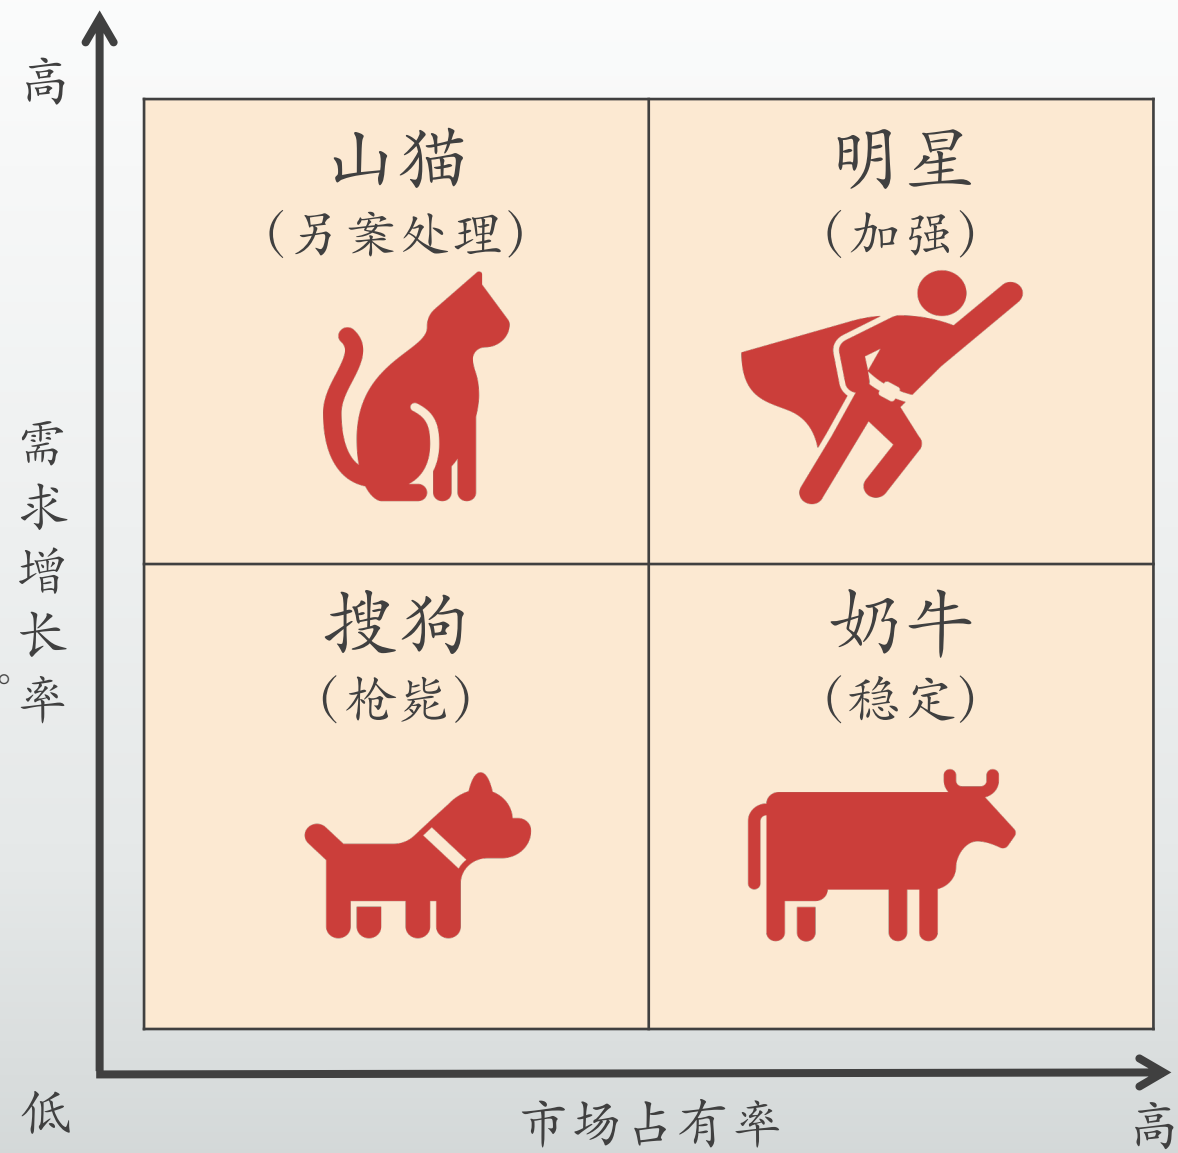 高
山猫
(另案处理)
明星
(加强)
需求增长率
搜狗
(枪毙)
奶牛
(稳定)
。
低
市场占有率
高